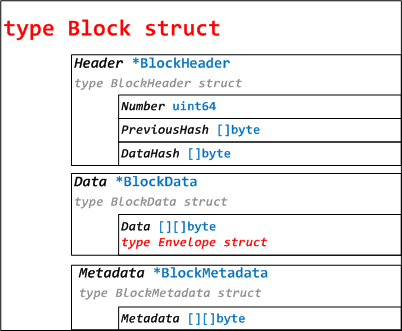 type Block struct
Header *BlockHeader
type BlockHeader struct
Number uint64
PreviousHash []byte
DataHash []byte
Data *BlockData
type BlockData struct
Data [][]byte
type Envelope struct
Metadata *BlockMetadata
type BlockMetadata struct
Metadata [][]byte